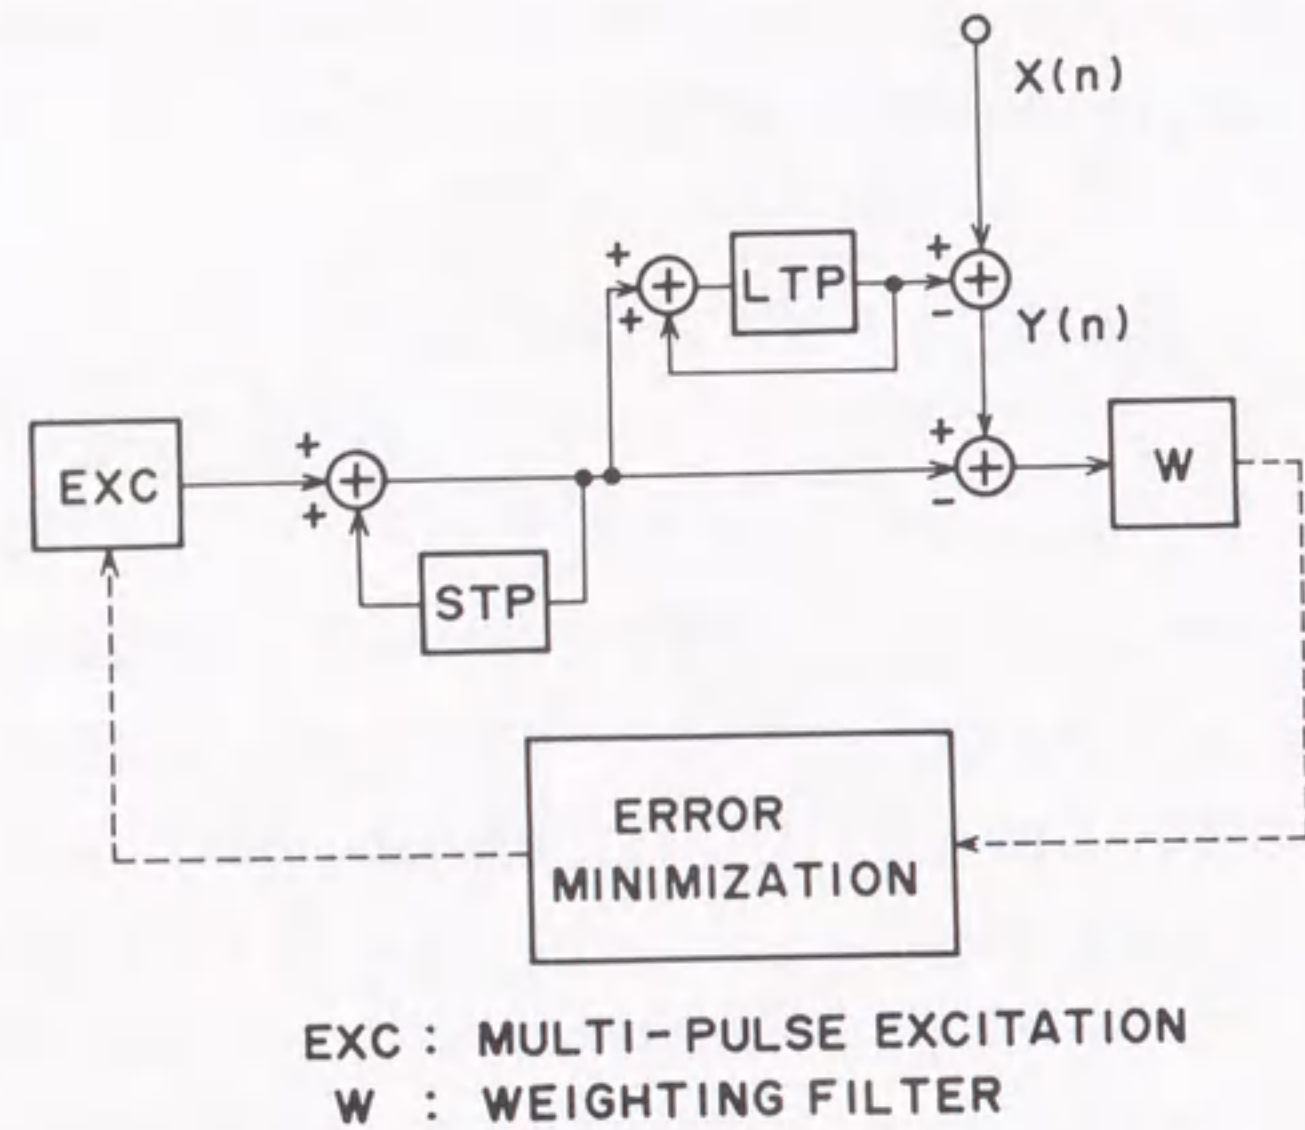 X(n)
+
+
LTP
+
-
Y(n)
+
+
EXC
+
-
W
+
STP
ERROR
MINIMIZATION
EXC : MULTI-PULSE EXCITATION
W : WEIGHTING FILTER